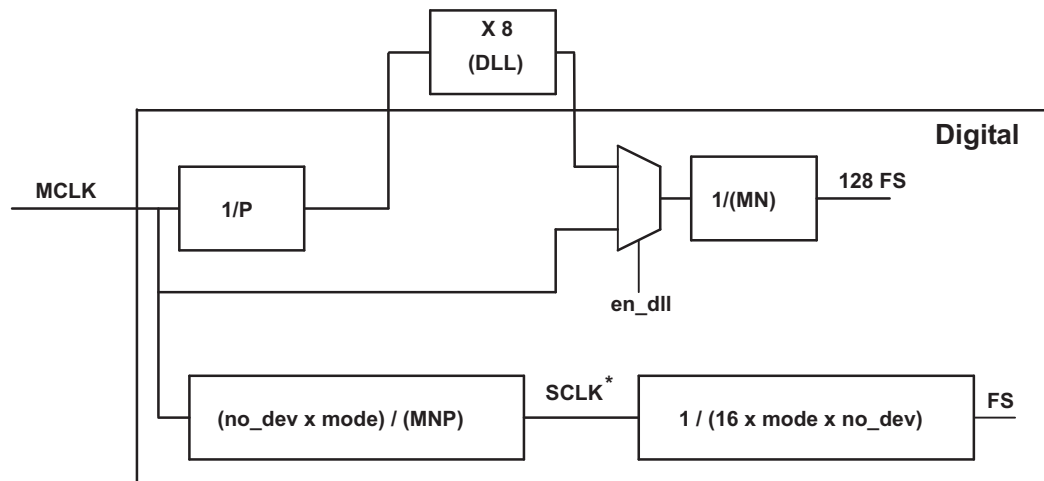 X 8
(DLL)
Digital
MCLK
1/P
1/(MN)
128 FS
en_dll
(no_dev x mode) / (MNP)
SCLK*
1 / (16 x mode x no_dev)
FS